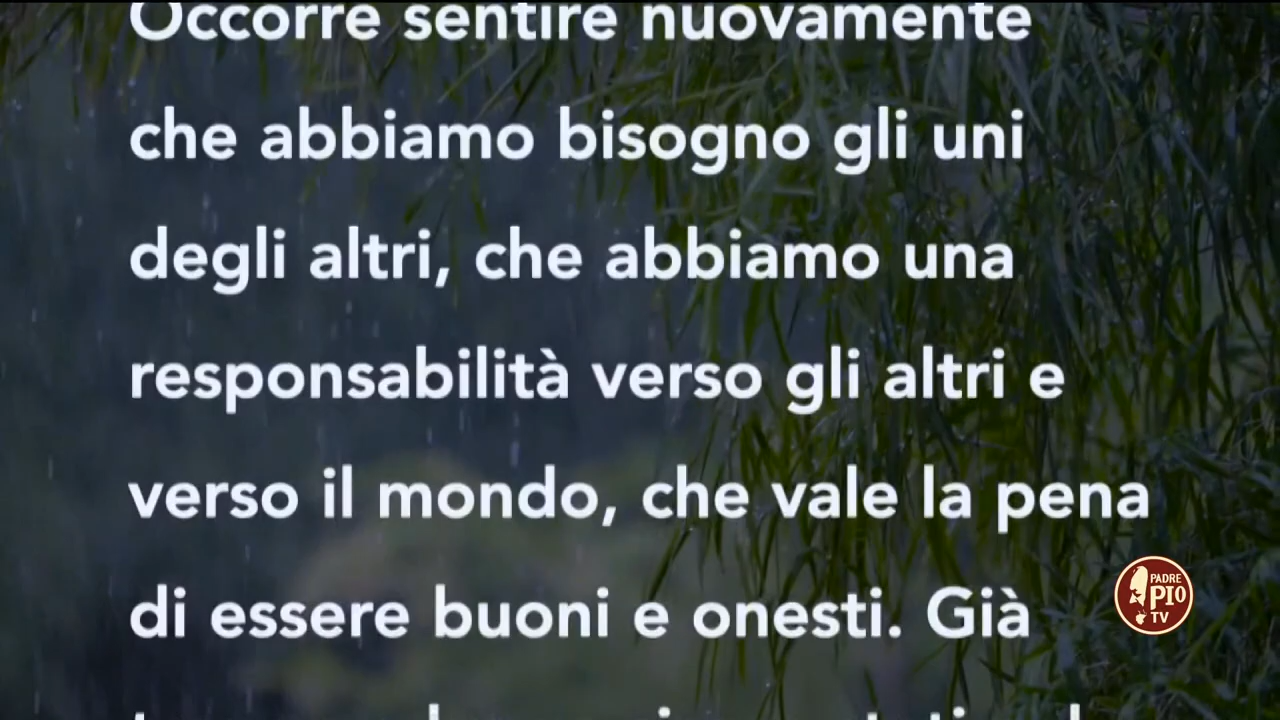 Occorre sentire nuovamente
che abbiamo bisogno gli uni
degli altri, che abbiamo una
responsabilità verso gli altri e
verso il mondo, che vale la pena
di essere buoni e onesti. Già
PADRE
PIO
TV